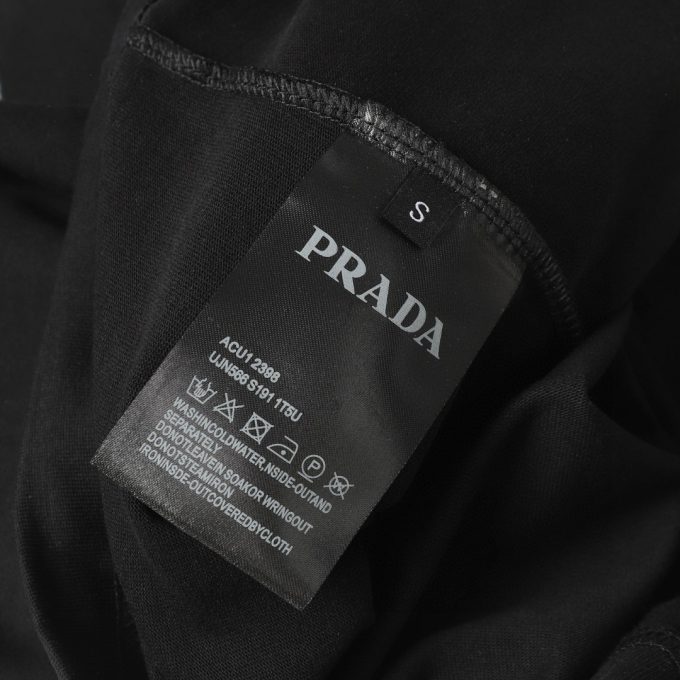 S
PRADA
ACU1 2398
UJN566 S191 1T5U
WASHINCOLDWATER,NSIDE-OUTAND
SEPARATELY
DONOTLEAVEIN SOAKOR WRINGOUT
DONOTSTEAMIRON
IRONINSDE-OUTCOVEREDBYCLOTH